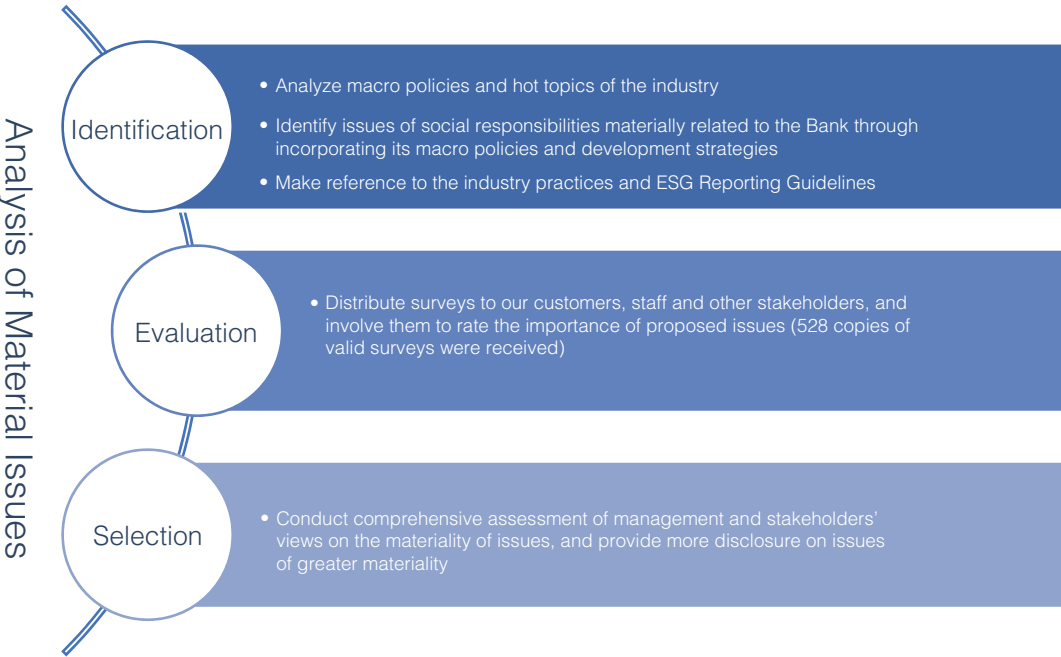 Analysis of Material Issues
Identification
• Analyze macro policies and hot topics of the industry
• Identify issues of social responsibilities materially related to the Bank through
incorporating its macro policies and development strategies
• Make reference to the industry practices and ESG Reporting Guidelines
Evaluation
• Distribute surveys to our customers, staff and other stakeholders, and
involve them to rate the importance of proposed issues (528 copies of
valid surveys were received)
Selection
• Conduct comprehensive assessment of management and stakeholders’
views on the materiality of issues, and provide more disclosure on issues
of greater materiality